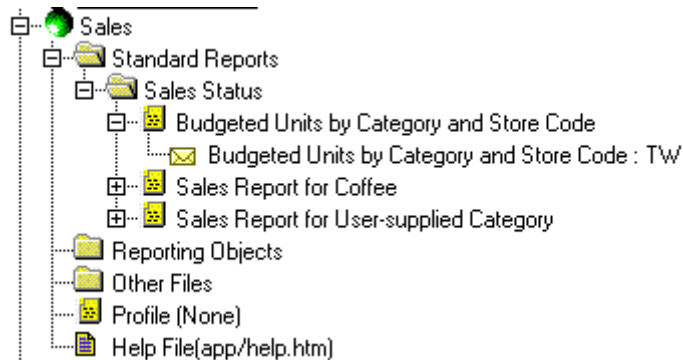 Sales
Standard Reports
Sales Status
Budgeted Units by Category and Store Code
Budgeted Units by Category and Store Code : TW
Sales Report for Coffee
Sales Report for User-supplied Category
Reporting Objects
Other Files
Profile (None)
Help File(app/help.htm)